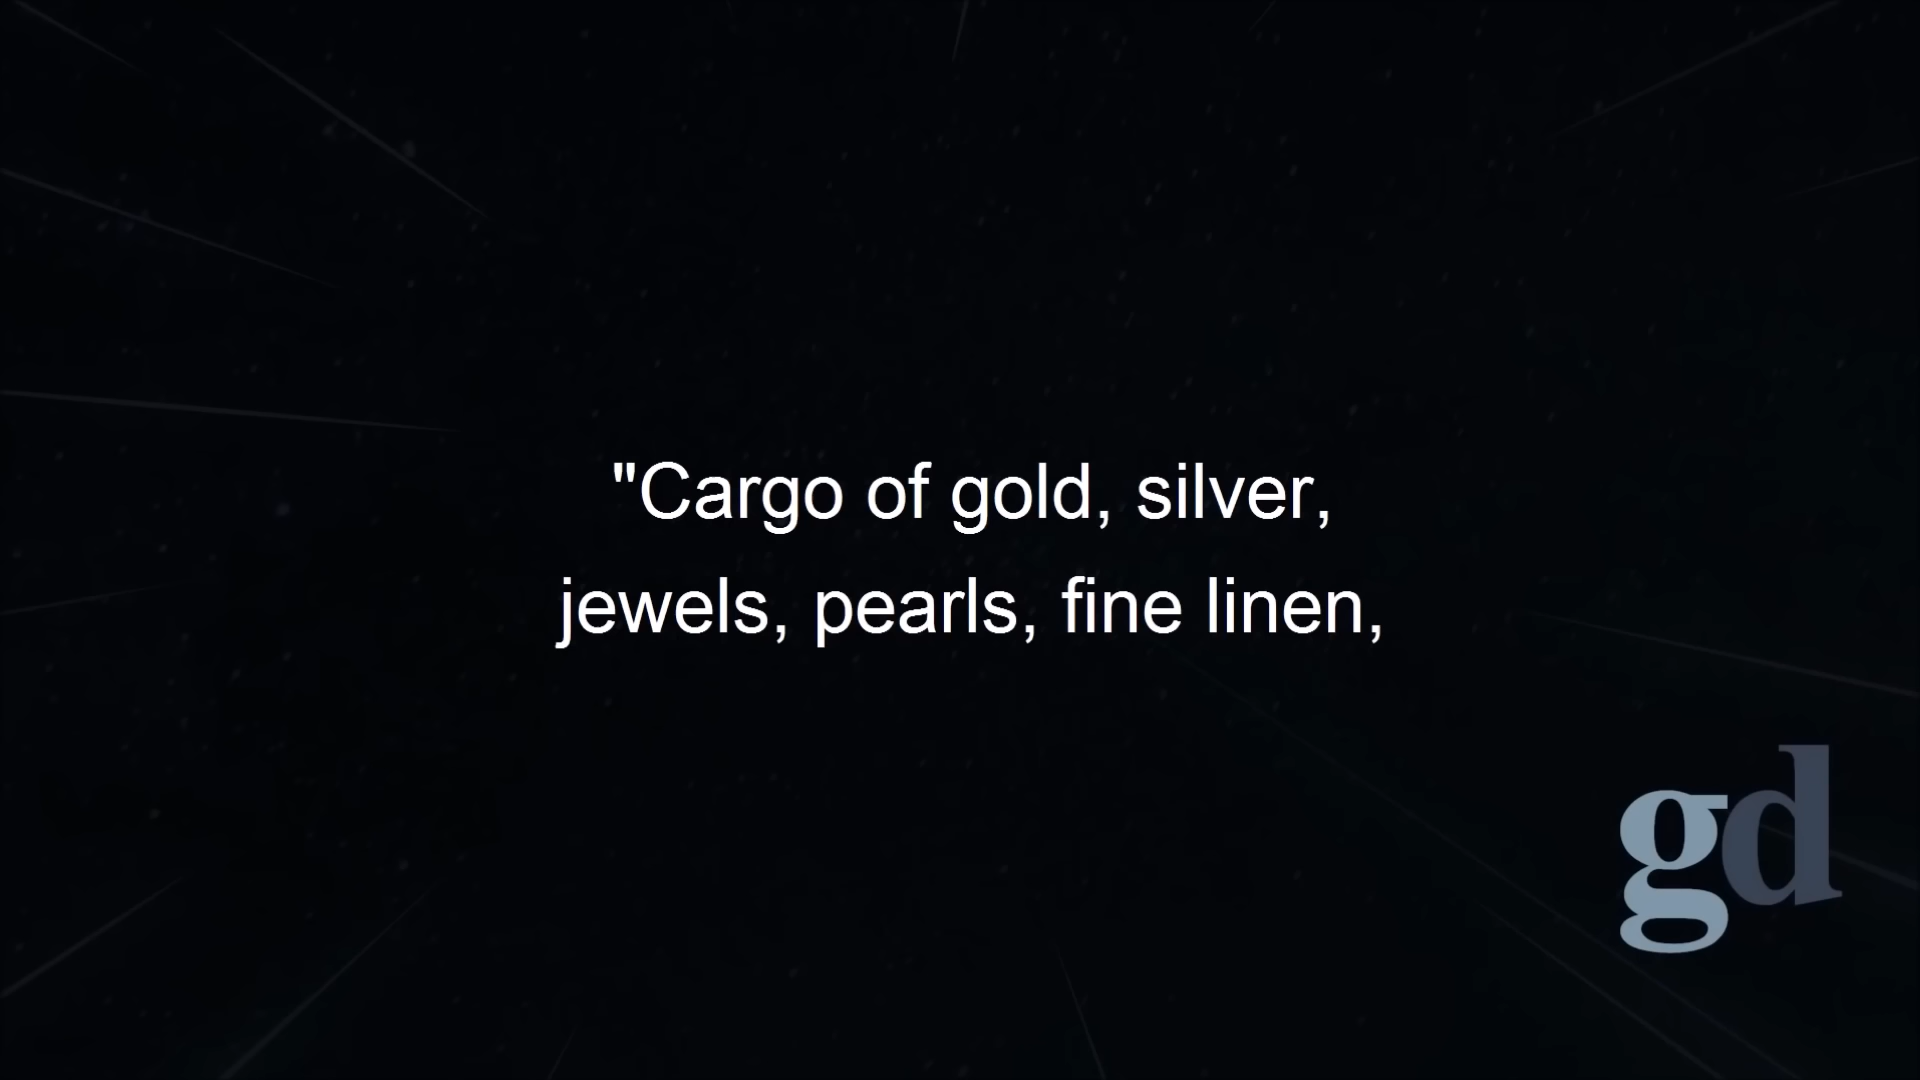 "Cargo of gold, silver,
jewels, pearls, fine linen,
gd